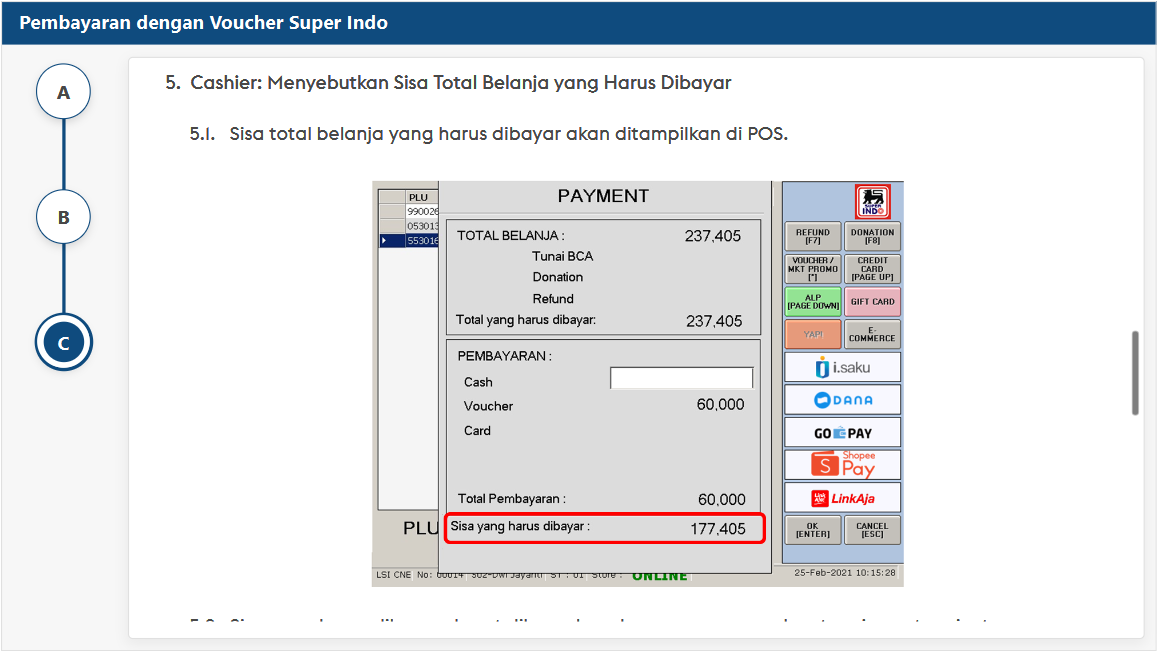 Pembayaran dengan Voucher Super Indo
A
B
C
5. Cashier: Menyebutkan Sisa Total Belanja yang Harus Dibayar
5.1. Sisa total belanja yang harus dibayar akan ditampilkan di POS.
PLU
990026
053013
553016
PLU
PAYMENT
TOTAL BELANJA : 237,405
Tunai BCA
Donation
Refund
Total yang harus dibayar: 237,405
PEMBAYARAN :
Cash
Voucher 60,000
Card
Total Pembayaran : 60,000
Sisa yang harus dibayar : 177,405
SUPER
INDO
REFUND
[F7]
DONATION
[F8]
VOUCHER /
MKT PROMO
[*]
CREDIT
CARD
[PAGE UP]
ALP
[PAGE DOWN]
GIFT CARD
YAP!
E-
COMMERCE
i.saku
DANA
GO PAY
Shopee
Pay
LinkAja
OK
[ENTER]
CANCEL
[ESC]
LSI CNE No: 00014 S02-Dwi Jayanti ST : 01 Store : ONLINE
25-Feb-2021 10:15:28